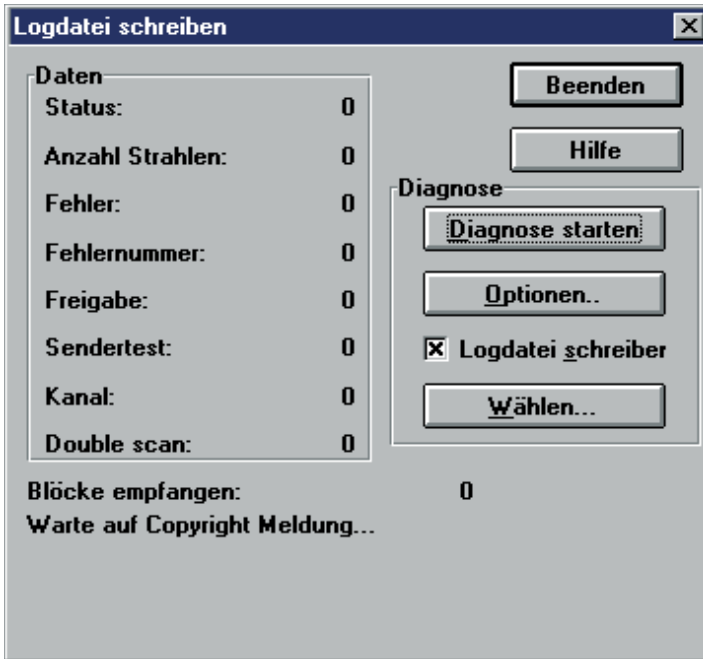 Logdatei schreiben
Daten
Status: 0
Anzahl Strahlen: 0
Fehler: 0
Fehlernummer: 0
Freigabe: 0
Sendertest: 0
Kanal: 0
Double scan: 0
Beenden
Hilfe
Diagnose
Diagnose starten
Optionen..
Logdatei schreiber
Wählen...
Blöcke empfangen: 0
Warte auf Copyright Meldung...